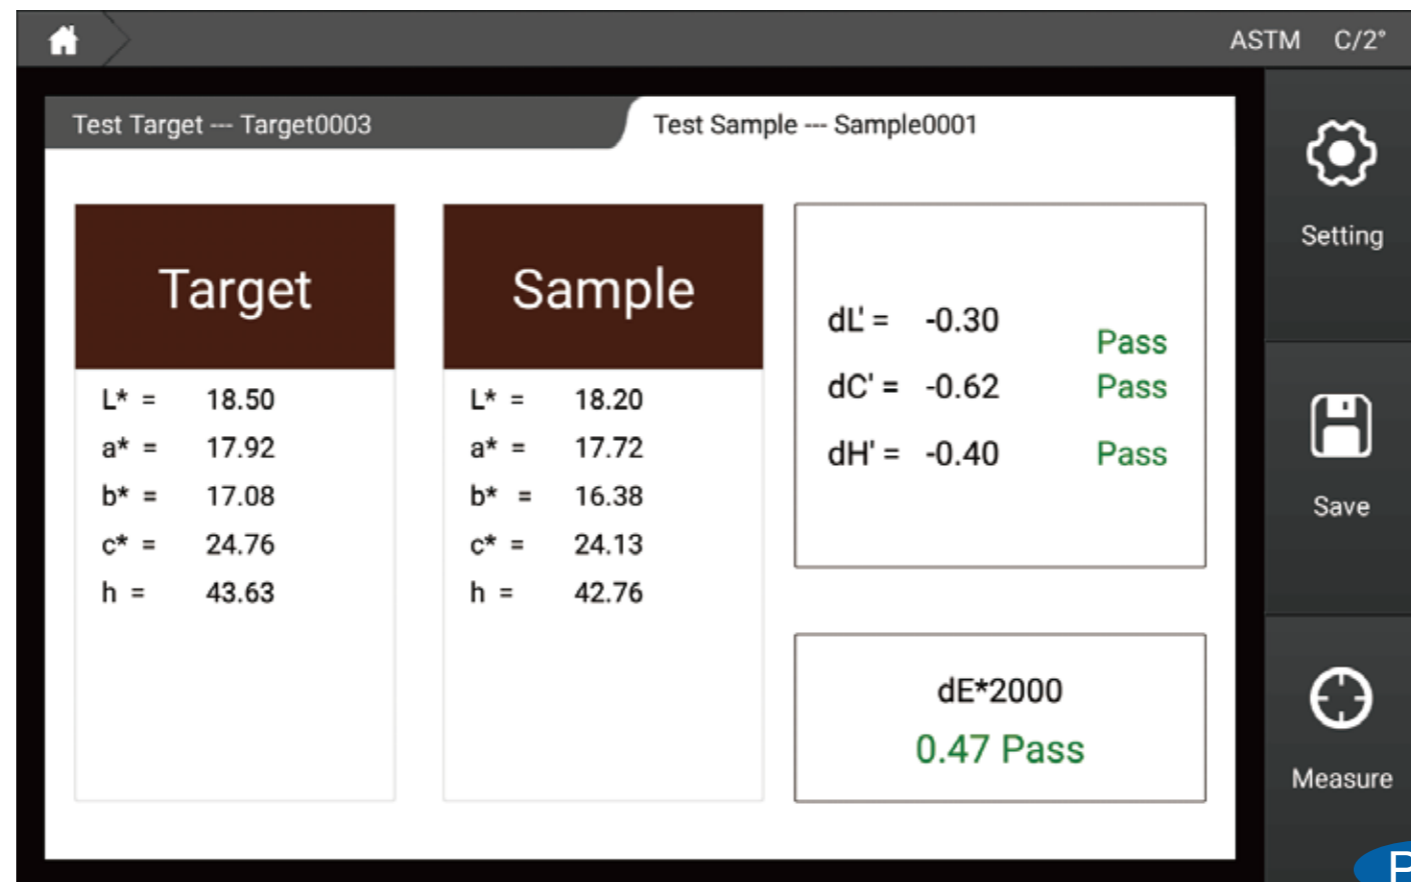 ASTM C/2°
Test Target --- Target0003
Test Sample --- Sample0001
Target
L* = 18.50
a* = 17.92
b* = 17.08
c* = 24.76
h = 43.63
Sample
L* = 18.20
a* = 17.72
b* = 16.38
c* = 24.13
h = 42.76
dL' = -0.30 Pass
dC' = -0.62 Pass
dH' = -0.40 Pass
dE*2000
0.47 Pass
Setting
Save
Measure